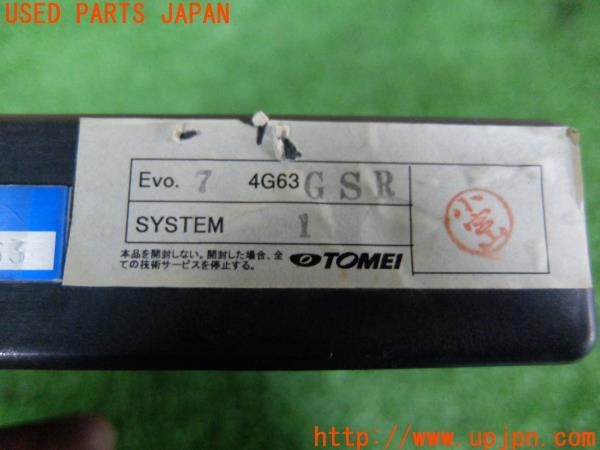 USED PARTS JAPAN
Evo. 7 4G63 GSR
SYSTEM 1
本品を開封しない。開封した場合、全
ての技術サービスを停止する。
TOMEI
63
http://www.upjpn.com/